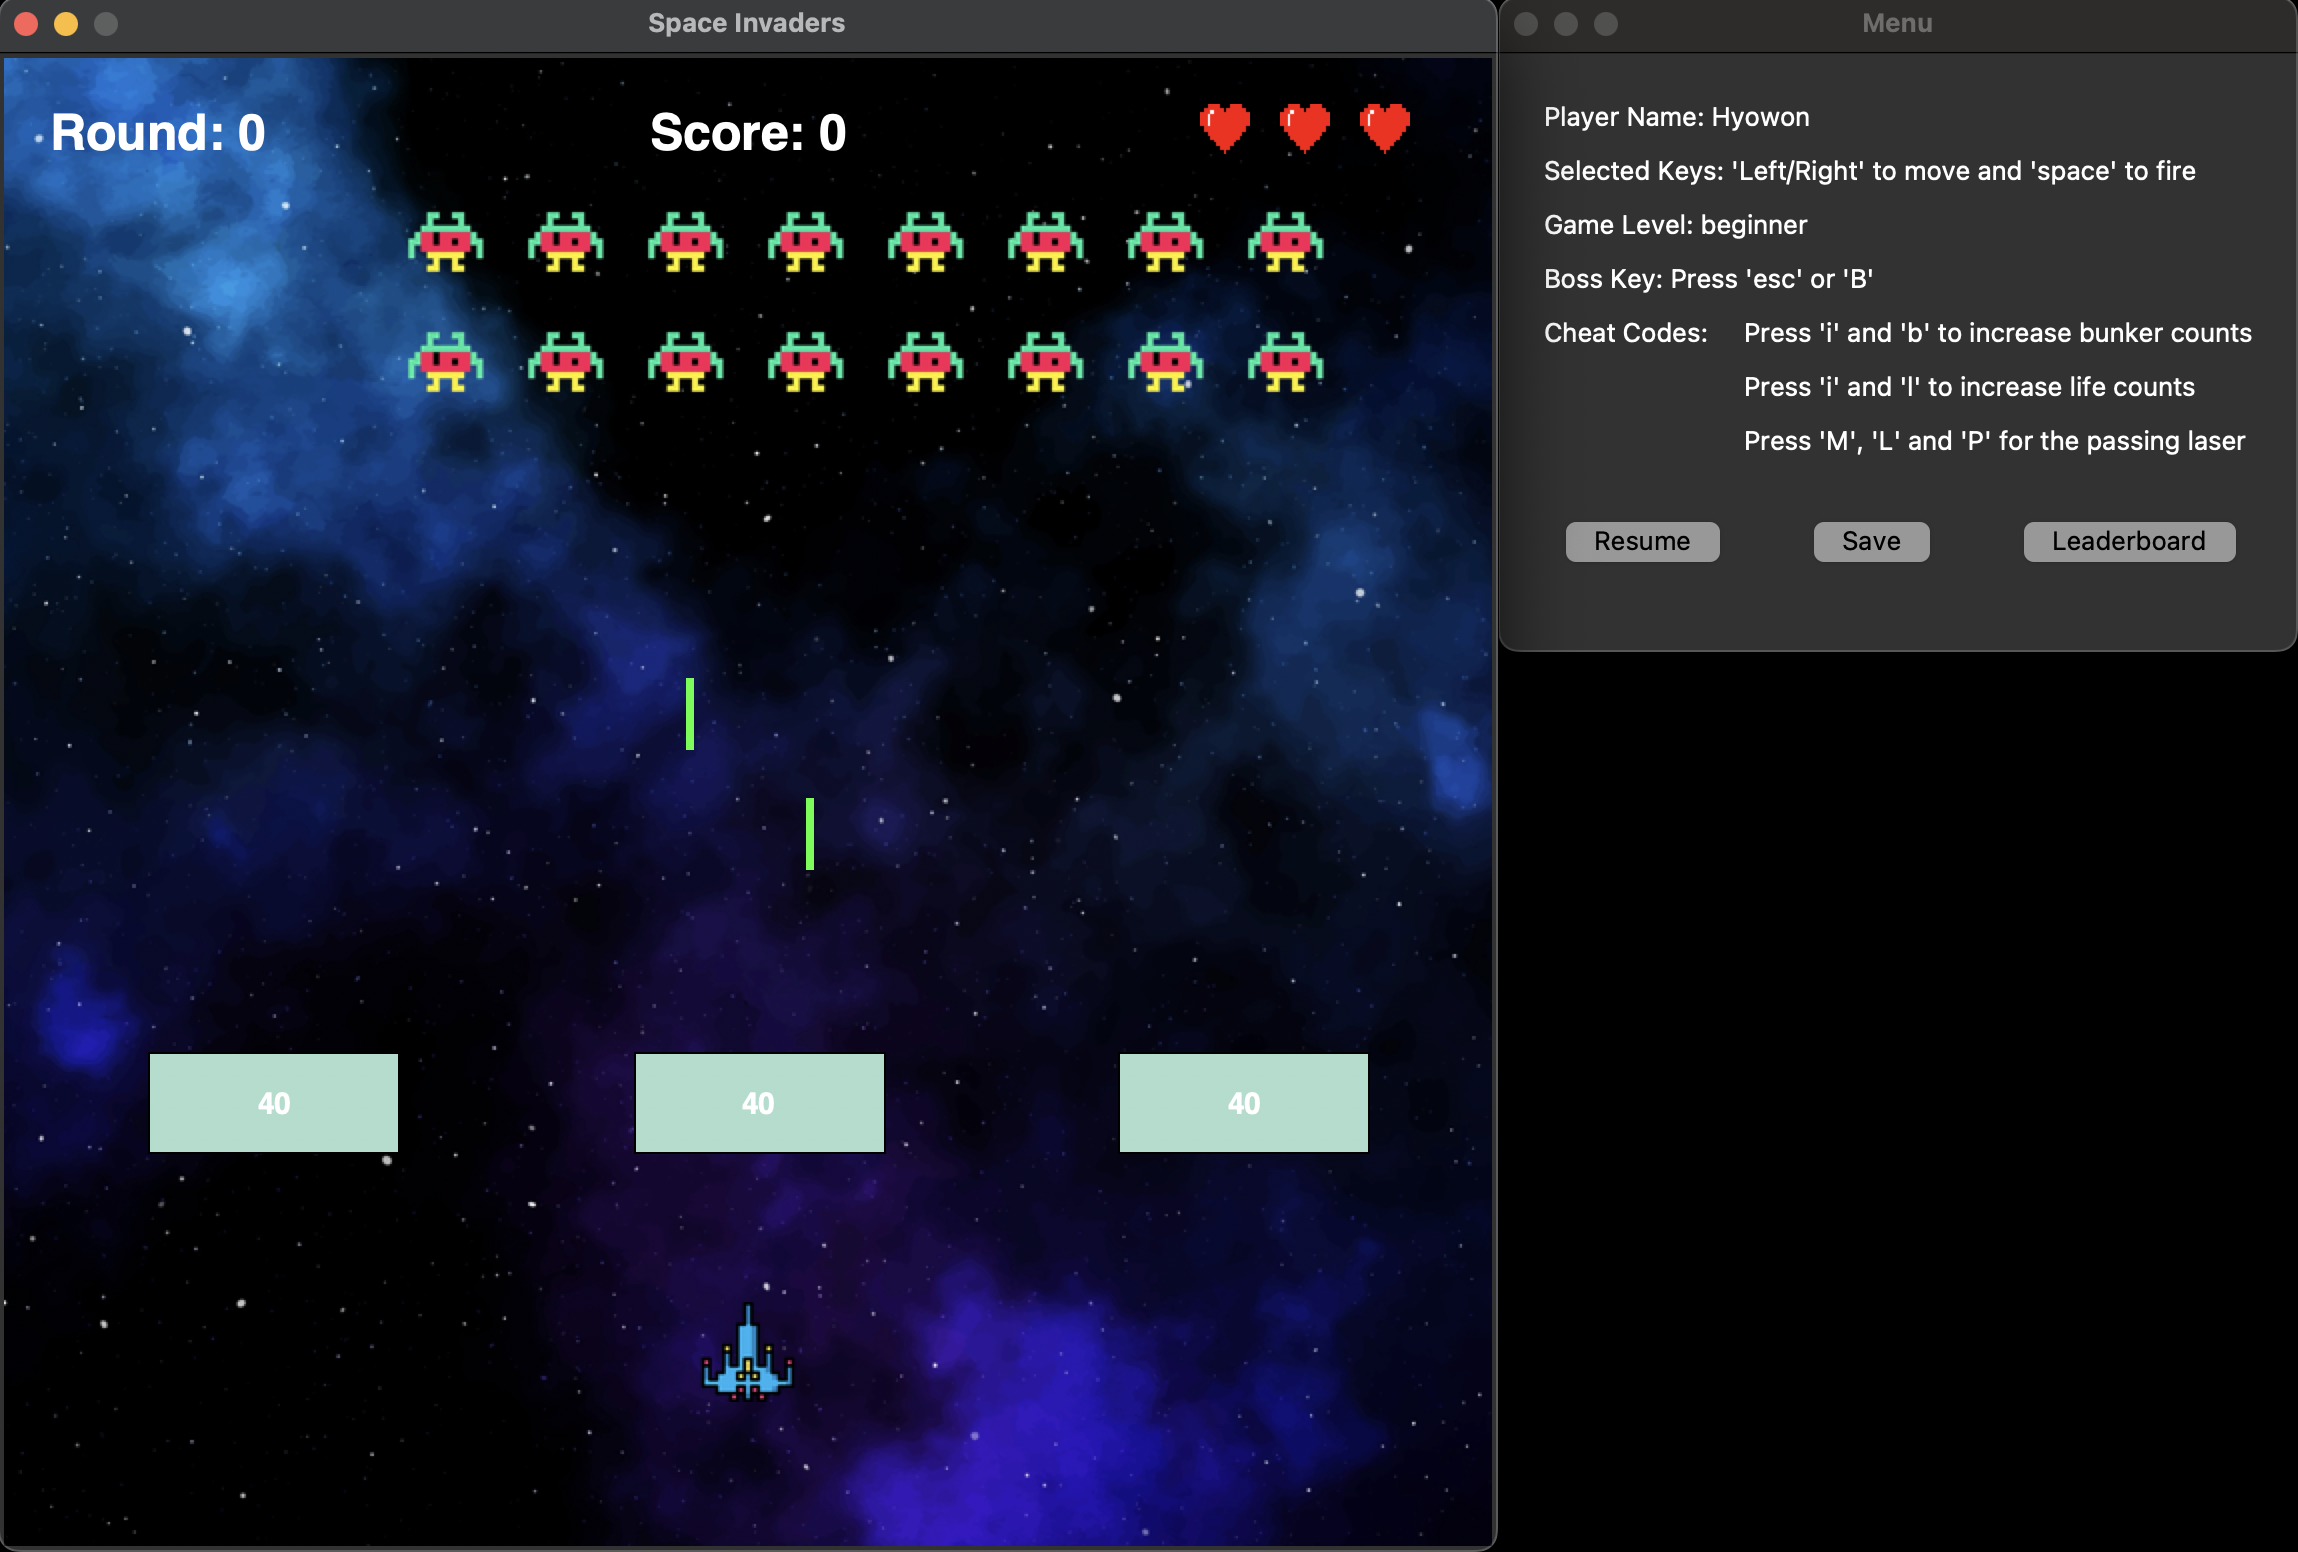 Space Invaders
Round: 0
Score: 0
40
40
40
Menu
Player Name: Hyowon
Selected Keys: 'Left/Right' to move and 'space' to fire
Game Level: beginner
Boss Key: Press 'esc' or 'B'
Cheat Codes: Press 'i' and 'b' to increase bunker counts
Press 'i' and 'l' to increase life counts
Press 'M', 'L' and 'P' for the passing laser
Resume Save Leaderboard